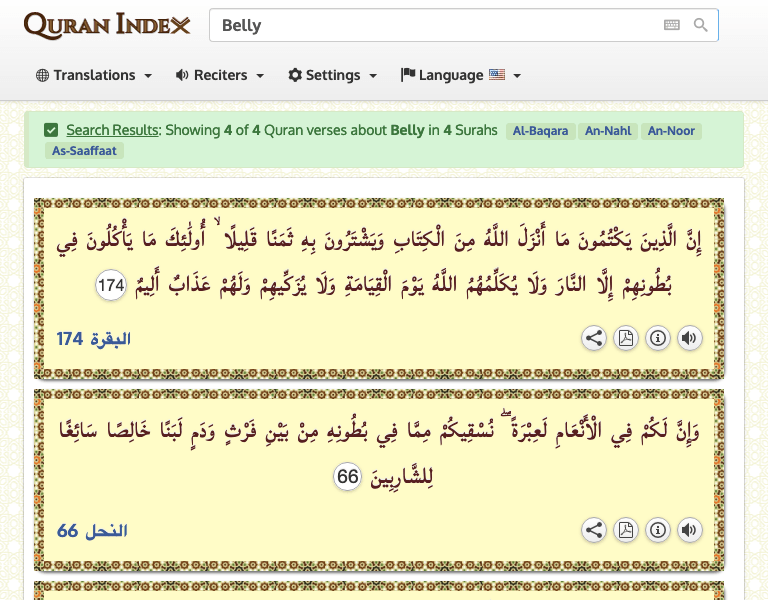 QURAN INDEX
Belly
Translations Reciters Settings Language
Search Results: Showing 4 of 4 Quran verses about Belly in 4 Surahs Al-Baqara An-Nahl An-Noor
As-Saaffaat
إِنَّ الَّذِينَ يَكْتُمُونَ مَا أَنْزَلَ اللَّهُ مِنَ الْكِتَابِ وَيَشْتَرُونَ بِهِ ثَمَنًا قَلِيلًا ۙ أُولَٰئِكَ مَا يَأْكُلُونَ فِي
بُطُونِهِمْ إِلَّا النَّارَ وَلَا يُكَلِّمُهُمُ اللَّهُ يَوْمَ الْقِيَامَةِ وَلَا يُزَكِّيهِمْ وَلَهُمْ عَذَابٌ أَلِيمٌ 174
البقرة 174
وَإِنَّ لَكُمْ فِي الْأَنْعَامِ لَعِبْرَةً ۖ نُسْقِيكُمْ مِمَّا فِي بُطُونِهِ مِنْ بَيْنِ فَرْثٍ وَدَمٍ لَبَنًا خَالِصًا سَائِغًا
لِلشَّارِبِينَ 66
النحل 66